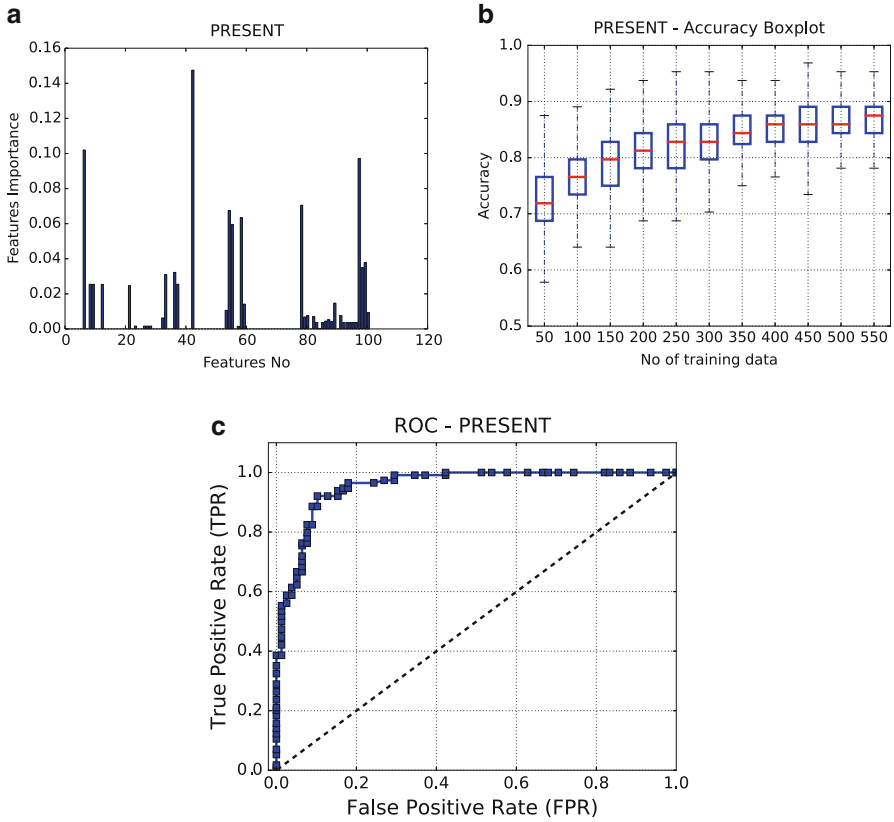 a
PRESENT
0.16
0.14
0.12
0.10
0.08
0.06
0.04
0.02
0.00
Features Importance
0 20 40 60 80 100 120
Features No
b
PRESENT - Accuracy Boxplot
1.0
0.9
0.8
0.7
0.6
0.5
Accuracy
50 100 150 200 250 300 350 400 450 500 550
No of training data
c
ROC - PRESENT
1.0
0.8
0.6
0.4
0.2
0.0
True Positive Rate (TPR)
0.0 0.2 0.4 0.6 0.8 1.0
False Positive Rate (FPR)